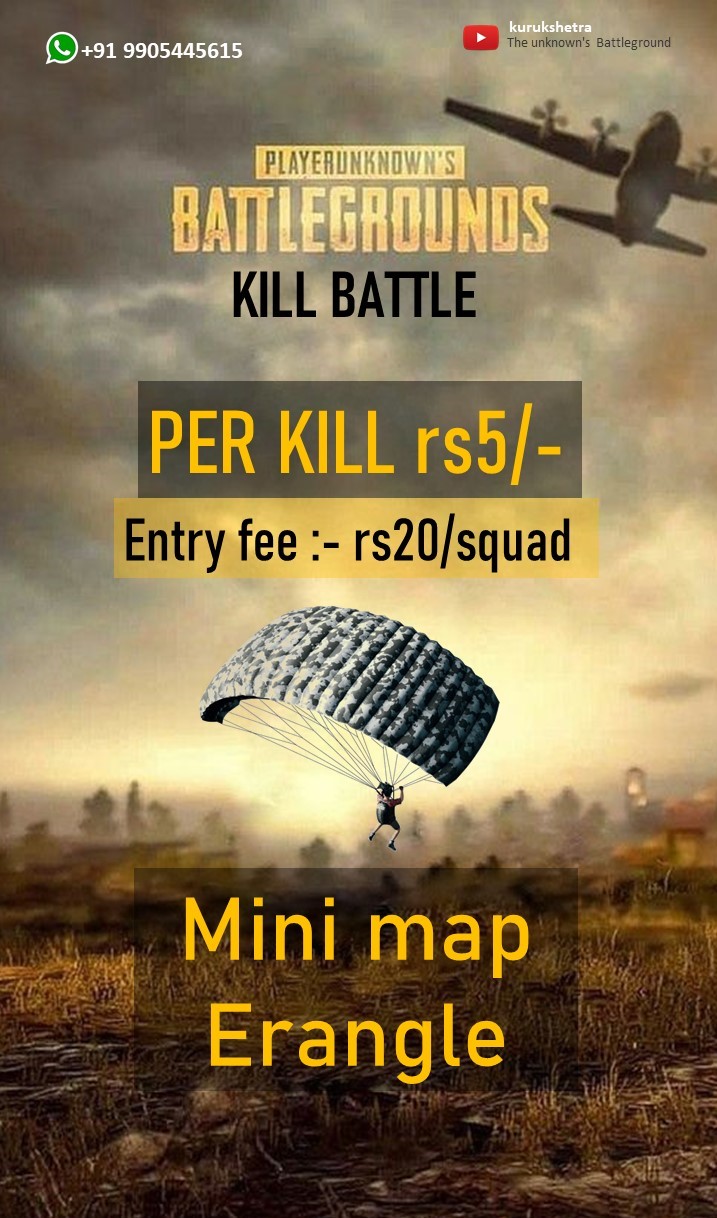 +91 9905445615
kurukshetra
The unknown's Battleground
PLAYERUNKNOWN'S
BATTLEGROUNDS
KILL BATTLE
PER KILL rs5/-
Entry fee :- rs20/squad
Mini map
Erangle